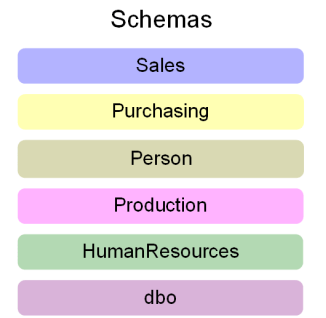 Schemas
Sales
Purchasing
Person
Production
HumanResources
dbo